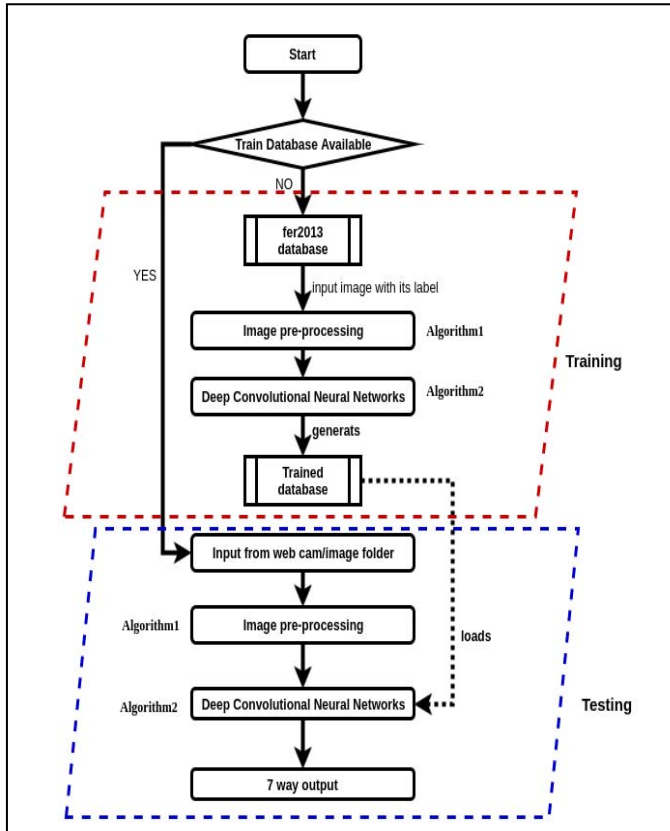 Start
Train Database Available
NO
YES
fer2013
database
input image with its label
Image pre-processing
Algorithm1
Training
Deep Convolutional Neural Networks
Algorithm2
generats
Trained
database
Input from web cam/image folder
Algorithm1
Image pre-processing
loads
Algorithm2
Deep Convolutional Neural Networks
Testing
7 way output